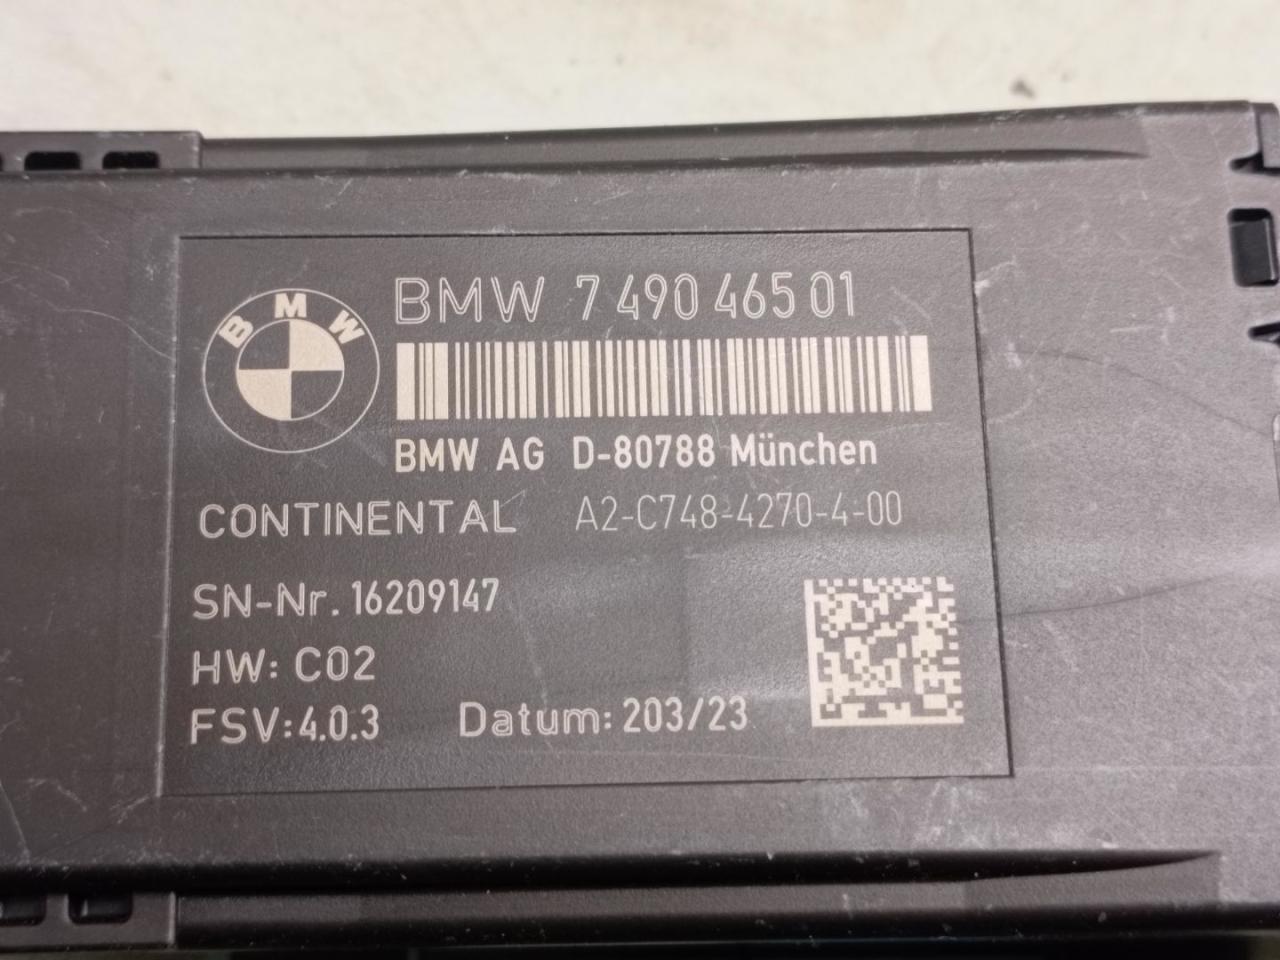 BMW 7 490 465 01
B M W
BMW AG D-80788 München
CONTINENTAL A2-C748-4270-4-00
SN-Nr. 16209147
HW: C02
FSV:4.0.3 Datum: 203/23